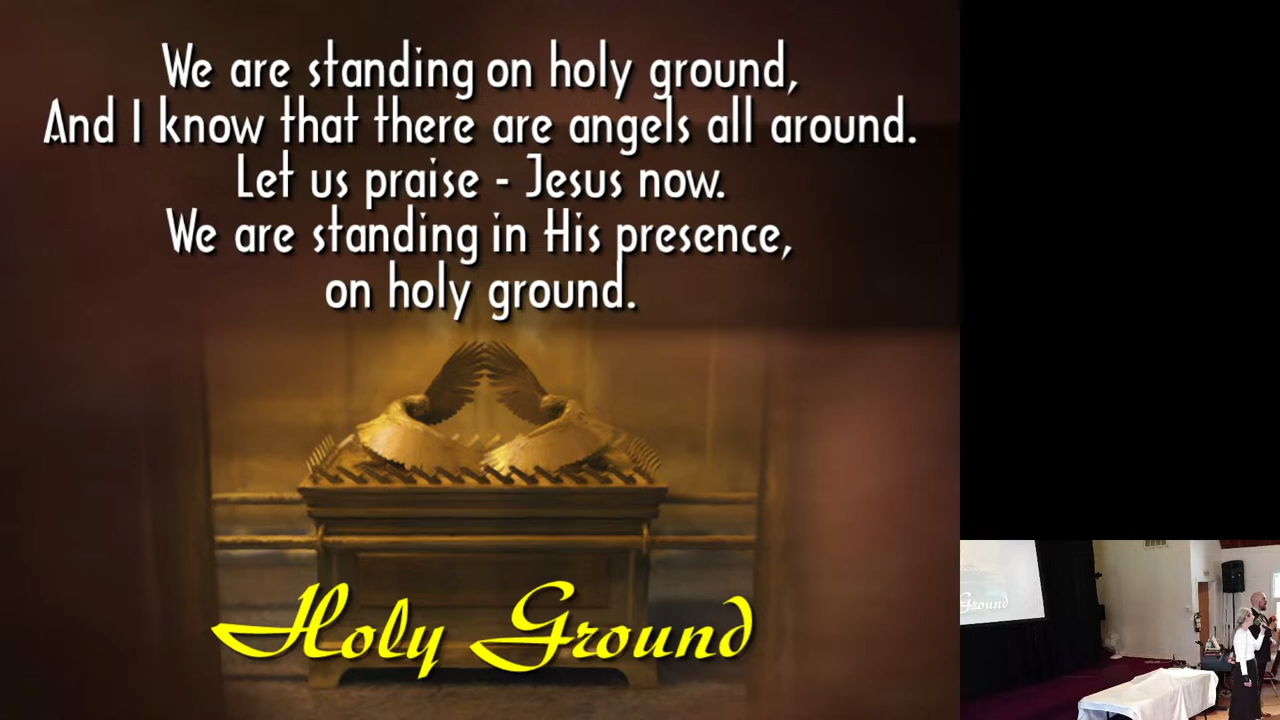 We are standing on holy ground,
And I know that there are angels all around.
Let us praise - Jesus now.
We are standing in His presence,
on holy ground.
Holy Ground
Ground